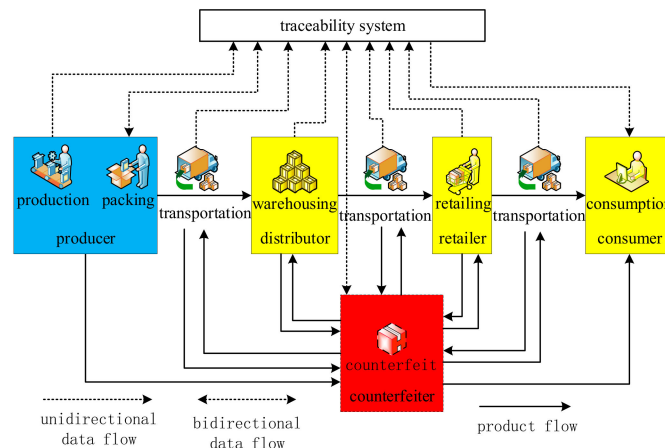 traceability system
production
packing
producer
transportation
warehousing
distributor
transportation
retailing
retailer
transportation
consumption
consumer
counterfeit
counterfeiter
unidirectional
data flow
bidirectional
data flow
product flow